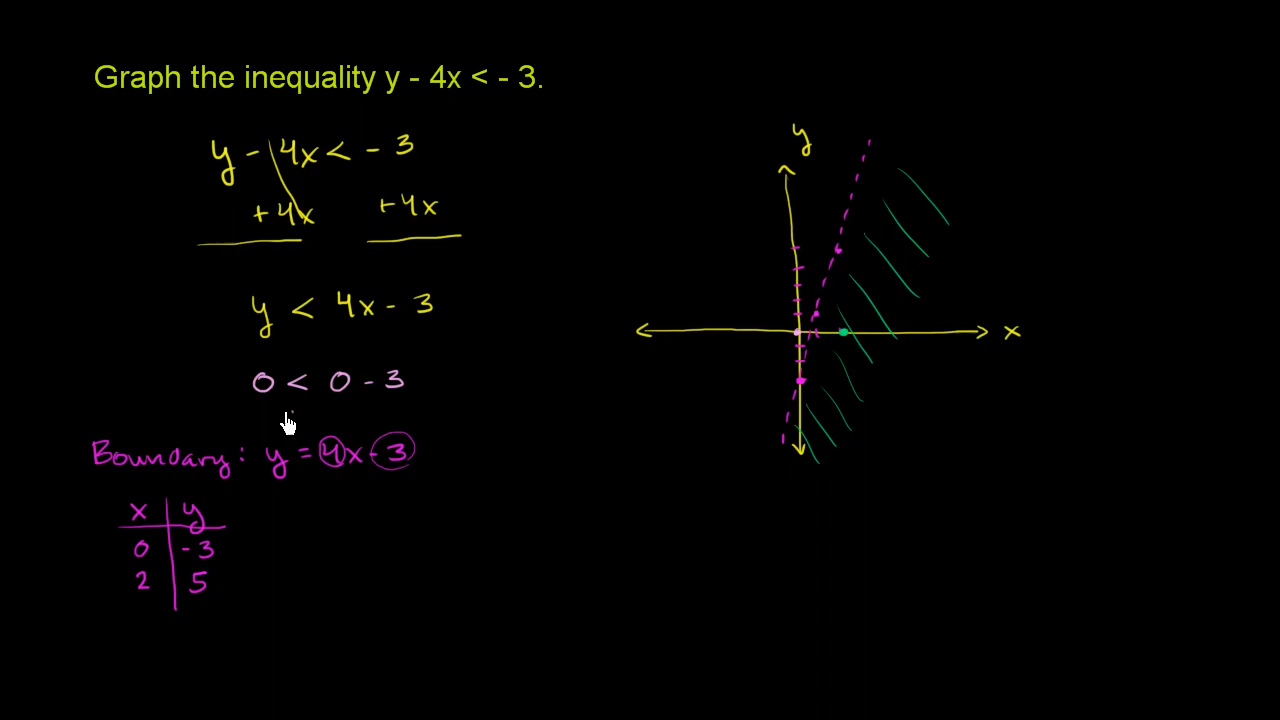 Graph the inequality y - 4x < - 3.
y - 4x < - 3
+4x +4x
y < 4x - 3
0 < 0 - 3
Boundary: y = 4x - 3
x y
0 -3
2 5
y
x